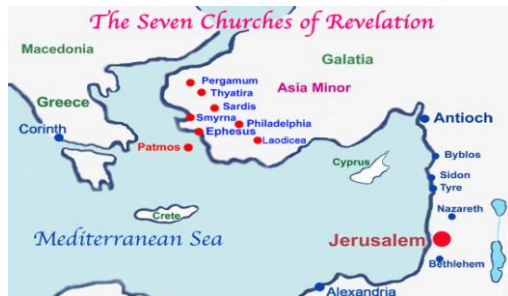 The Seven Churches of Revelation
Macedonia
Galatia
Pergamum
Asia Minor
Thyatira
Greece
Sardis
Smyrna
Philadelphia
Antioch
Corinth
Ephesus
Laodicea
Patmos
Byblos
Cyprus
Sidon
Tyre
Nazareth
Crete
Mediterranean Sea
Jerusalem
Bethlehem
Alexandria